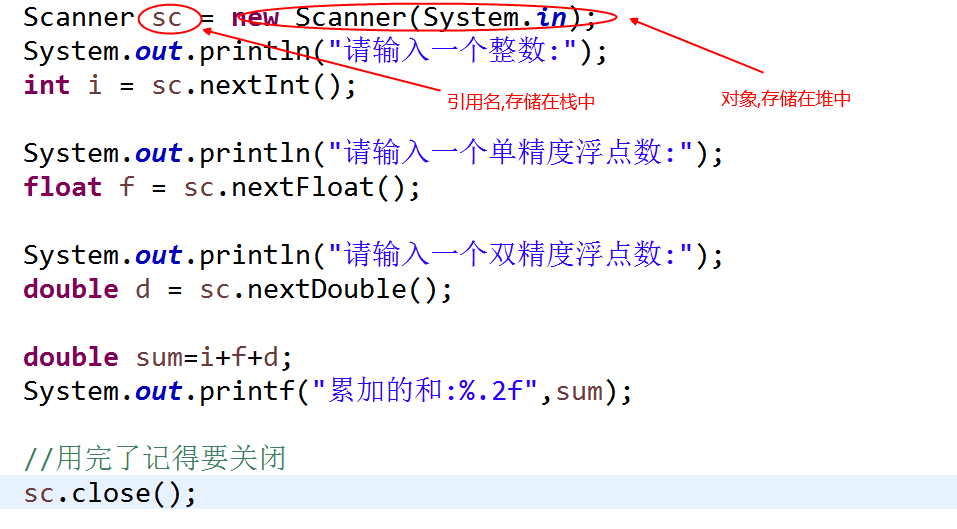 Scanner sc = new Scanner(System.in);
System.out.println("请输入一个整数:");
int i = sc.nextInt();
引用名,存储在栈中
对象,存储在堆中
System.out.println("请输入一个单精度浮点数:");
float f = sc.nextFloat();
System.out.println("请输入一个双精度浮点数:");
double d = sc.nextDouble();
double sum=i+f+d;
System.out.printf("累加的和:%.2f",sum);
//用完了记得要关闭
sc.close();